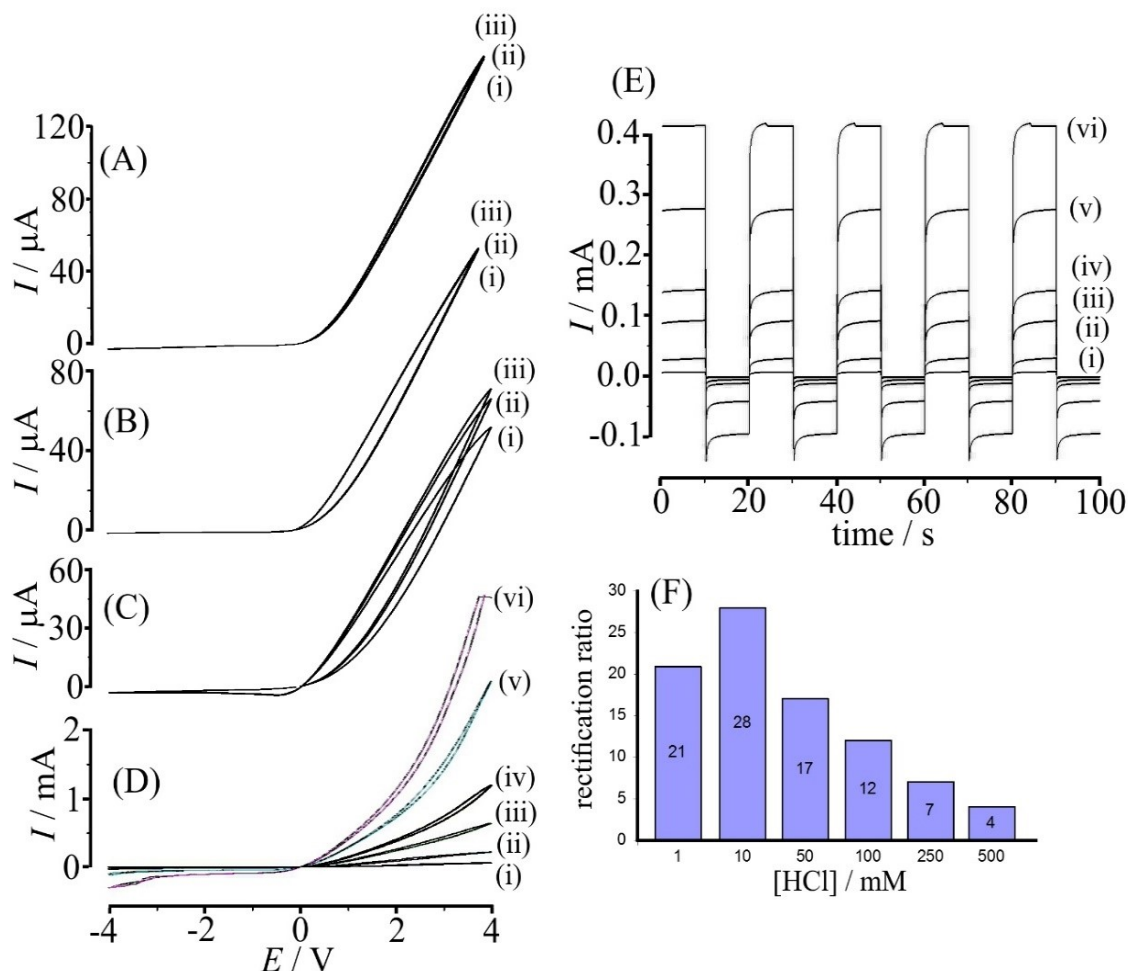 (A)
I / µA
120
80
40
0
(iii)
(ii)
(i)
(B)
I / µA
80
40
0
(iii)
(ii)
(i)
(C)
I / µA
60
30
0
(iii)
(ii)
(i)
(D)
I / mA
2
1
0
(vi)
(v)
(iv)
(iii)
(ii)
(i)
-4
-2
0
2
4
E / V
(E)
I / mA
0.4
0.3
0.2
0.1
0.0
-0.1
(vi)
(v)
(iv)
(iii)
(ii)
(i)
0
20
40
60
80
100
time / s
(F)
rectification ratio
30
25
20
15
10
5
0
21
28
17
12
7
4
1
10
50
100
250
500
[HCl] / mM